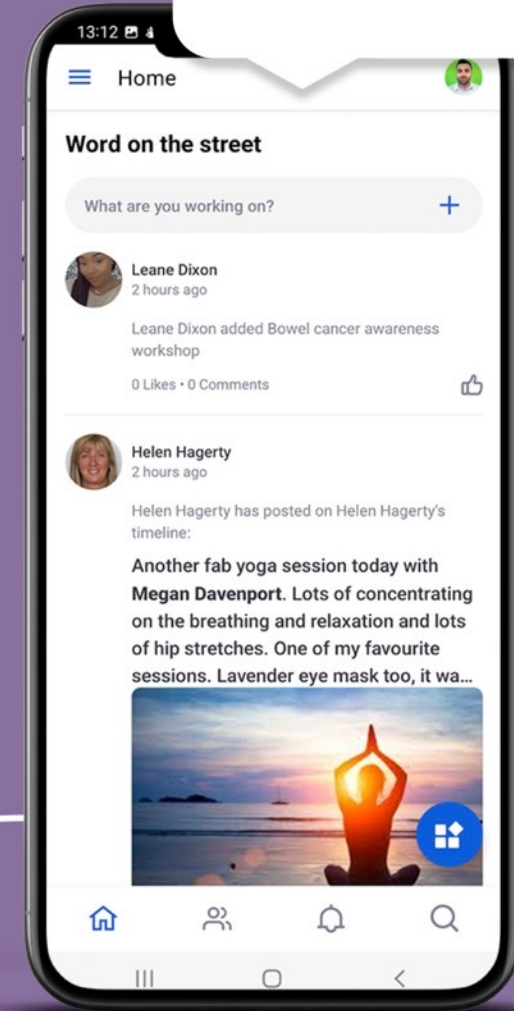 13:12
Home
Word on the street
What are you working on?
Leane Dixon
2 hours ago
Leane Dixon added Bowel cancer awareness
workshop
0 Likes • 0 Comments
Helen Hagerty
2 hours ago
Helen Hagerty has posted on Helen Hagerty's
timeline:
Another fab yoga session today with
Megan Davenport. Lots of concentrating
on the breathing and relaxation and lots
of hip stretches. One of my favourite
sessions. Lavender eye mask too, it wa...